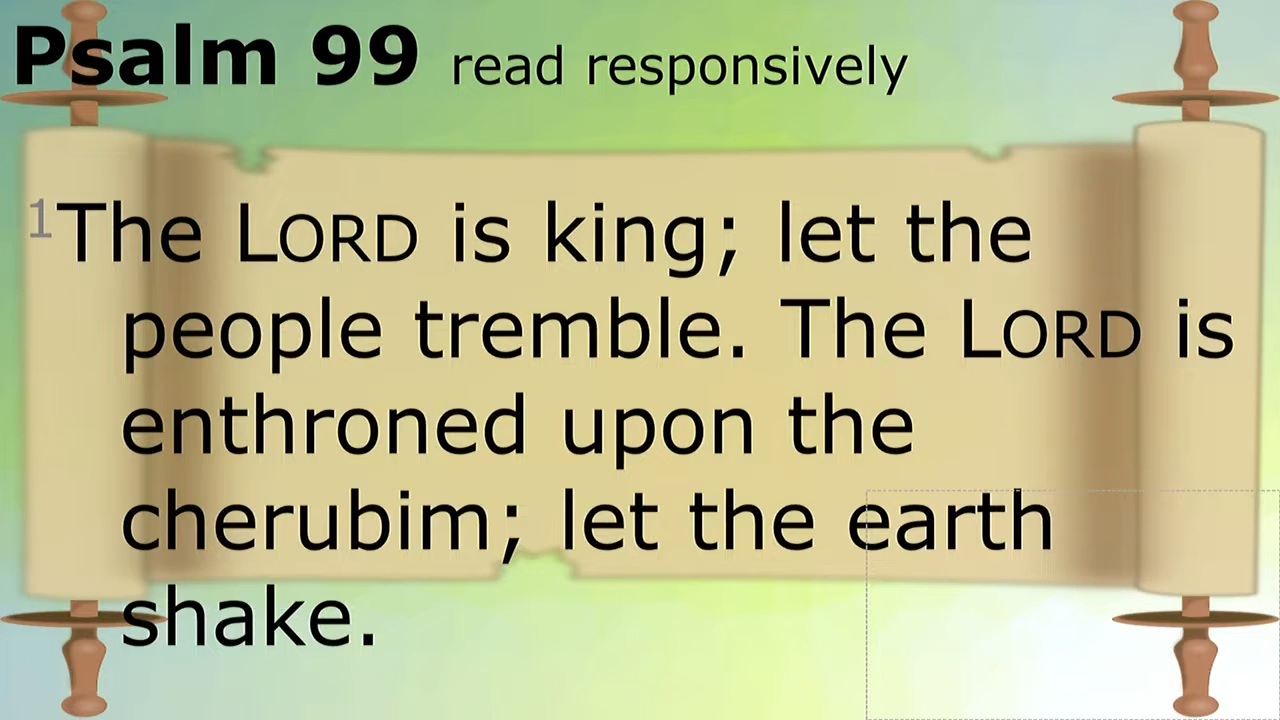 Psalm 99 read responsively
1The LORD is king; let the
people tremble. The LORD is
enthroned upon the
cherubim; let the earth
shake.